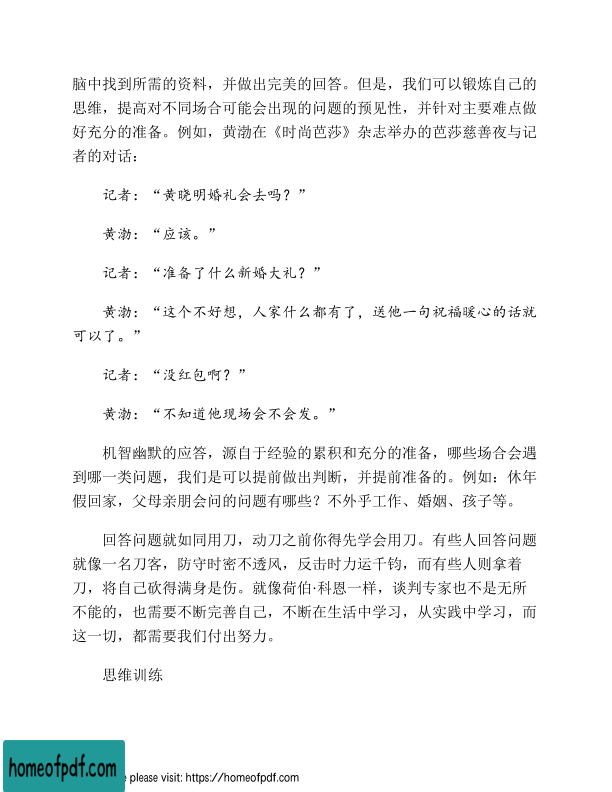 脑中找到所需的资料，并做出完美的回答。但是，我们可以锻炼自己的
思维，提高对不同场合可能会出现的问题的预见性，并针对主要难点做
好充分的准备。例如，黄渤在《时尚芭莎》杂志举办的芭莎慈善夜与记
者的对话：
记者：“黄晓明婚礼会去吗？”
黄渤：“应该。”
记者：“准备了什么新婚大礼？”
黄渤：“这个不好想，人家什么都有了，送他一句祝福暖心的话就
可以了。”
记者：“没红包啊？”
黄渤：“不知道他现场会不会发。”
机智幽默的应答，源自于经验的累积和充分的准备，哪些场合会遇
到哪一类问题，我们是可以提前做出判断，并提前准备的。例如：休年
假回家，父母亲朋会问的问题有哪些？不外乎工作、婚姻、孩子等。
回答问题就如同用刀，动刀之前你得先学会用刀。有些人回答问题
就像一名刀客，防守时密不透风，反击时力运千钧，而有些人则拿着
刀，将自己砍得满身是伤。就像荷伯·科恩一样，谈判专家也不是无所
不能的，也需要不断完善自己，不断在生活中学习，从实践中学习，而
这一切，都需要我们付出努力。
思维训练
homeofpdf.com
e please visit: https://homeofpdf.com